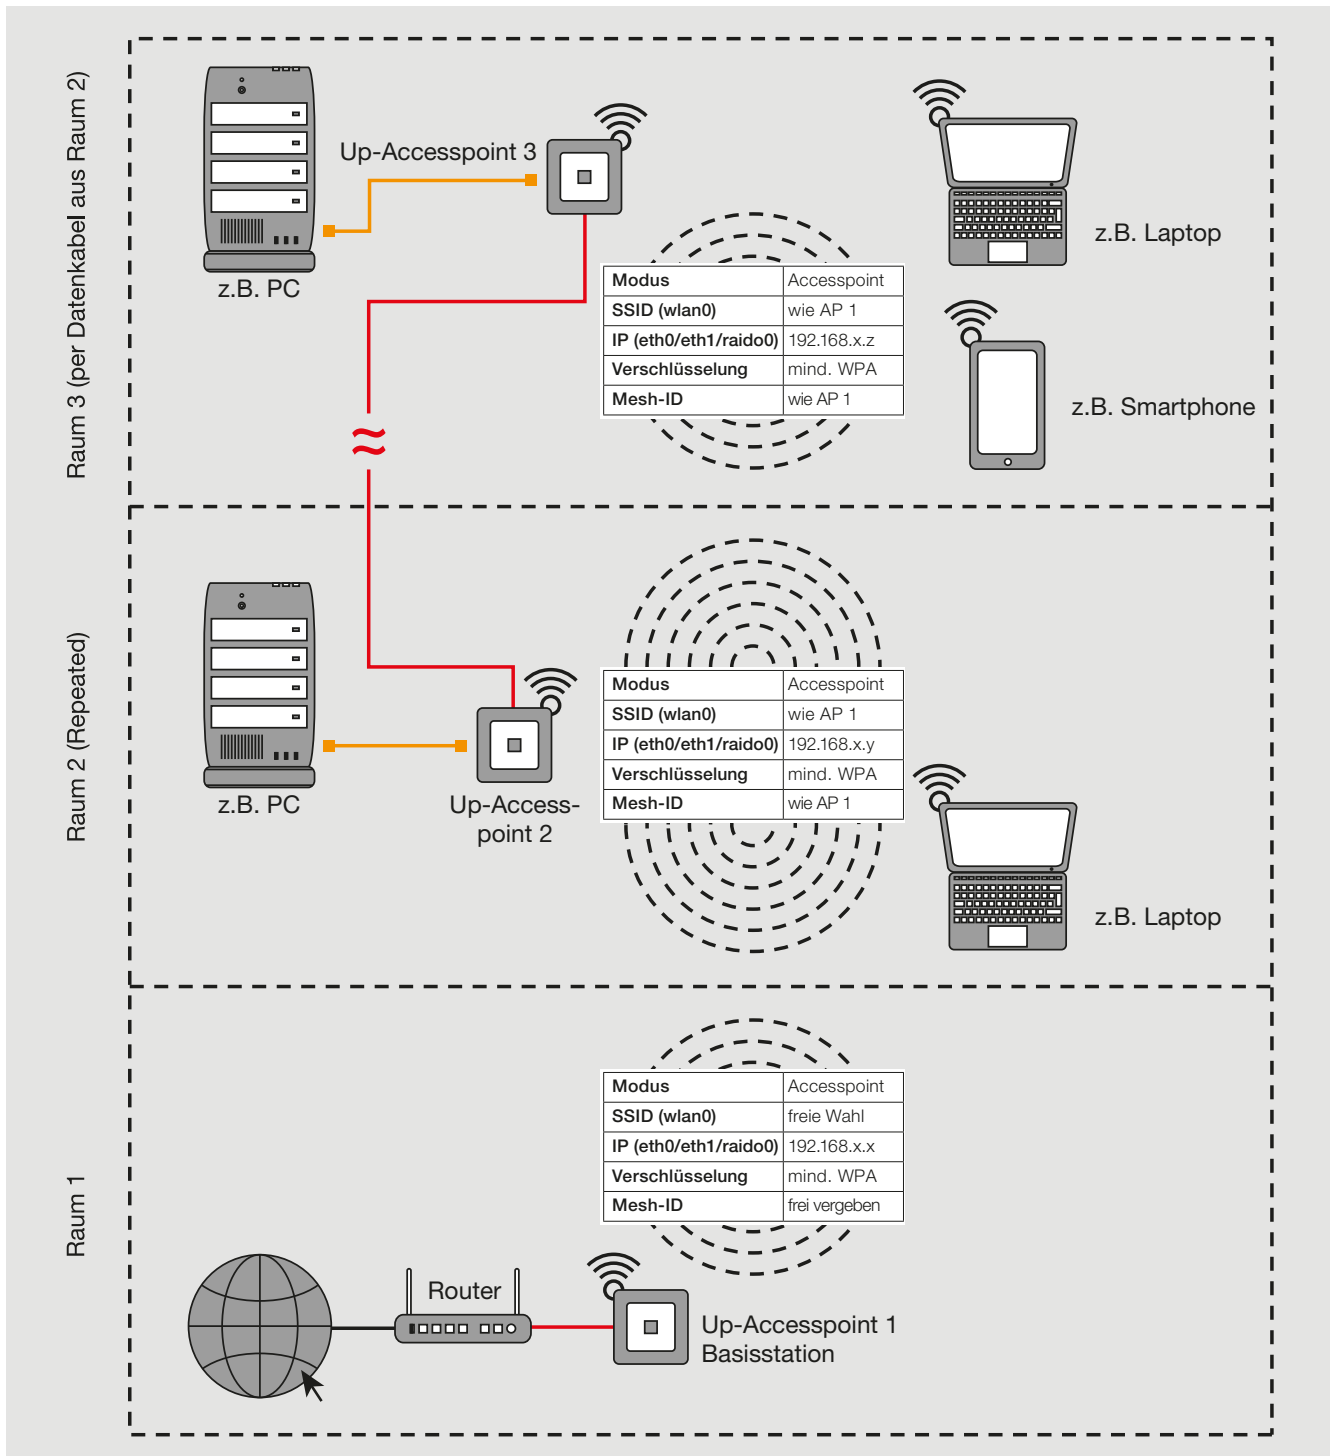 Raum 3 (per Datenkabel aus Raum 2)
Up-Accesspoint 3
z.B. PC
z.B. Laptop
Modus Accesspoint
SSID (wlan0) wie AP 1
IP (eth0/eth1/raido0) 192.168.x.z
Verschlüsselung mind. WPA
Mesh-ID wie AP 1
z.B. Smartphone
Raum 2 (Repeated)
z.B. PC
Up-Access-
point 2
Modus Accesspoint
SSID (wlan0) wie AP 1
IP (eth0/eth1/raido0) 192.168.x.y
Verschlüsselung mind. WPA
Mesh-ID wie AP 1
z.B. Laptop
Raum 1
Modus Accesspoint
SSID (wlan0) freie Wahl
IP (eth0/eth1/raido0) 192.168.x.x
Verschlüsselung mind. WPA
Mesh-ID frei vergeben
Router
Up-Accesspoint 1
Basisstation